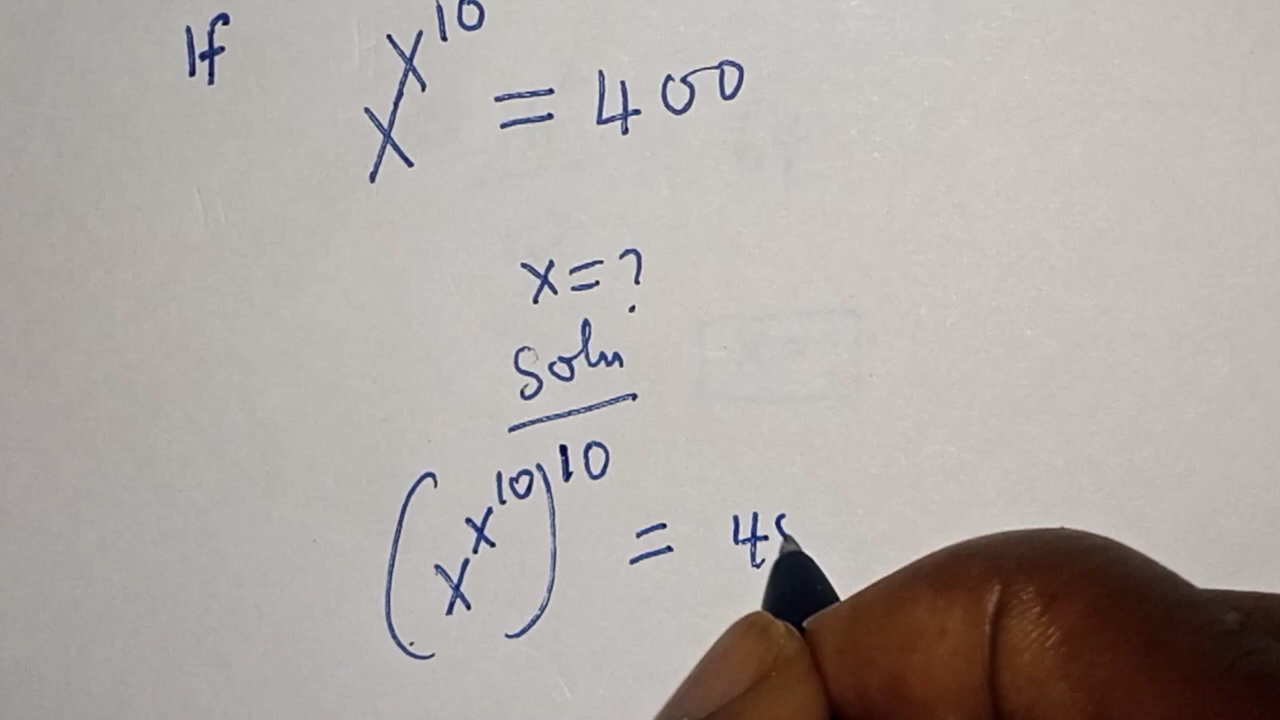 If x^x^10 = 400
x = ?
Soln
(x^x^10)^10 = 4